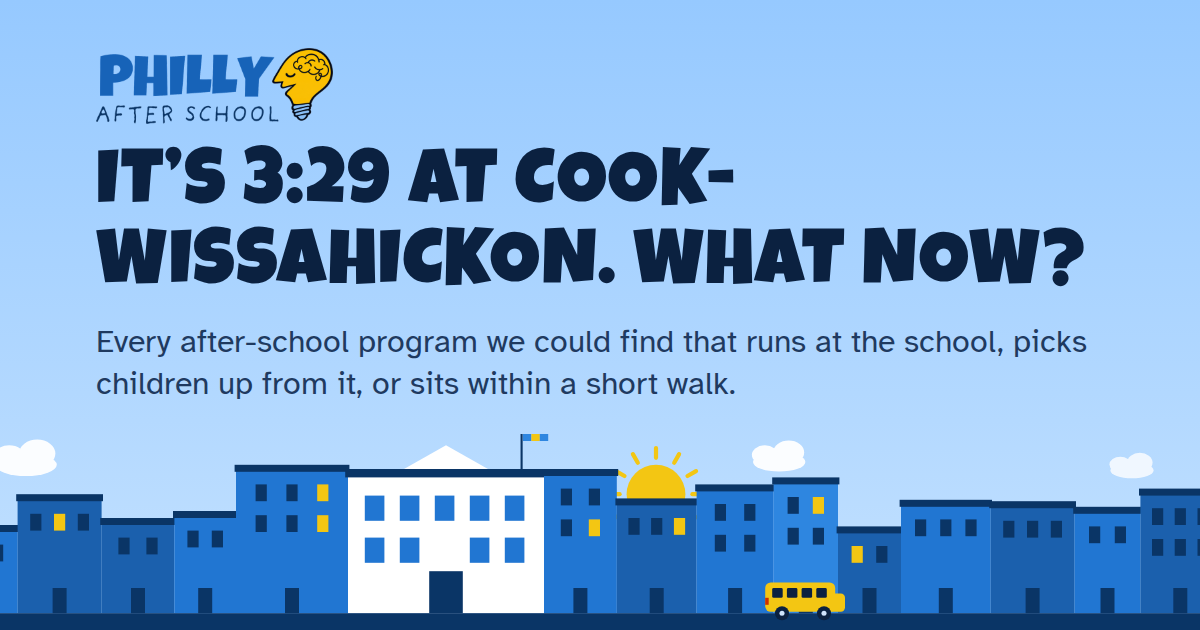 PHILLY
AFTER SCHOOL
IT’S 3:29 AT COOK-
WISSAHICKON. WHAT NOW?
Every after-school program we could find that runs at the school, picks
children up from it, or sits within a short walk.